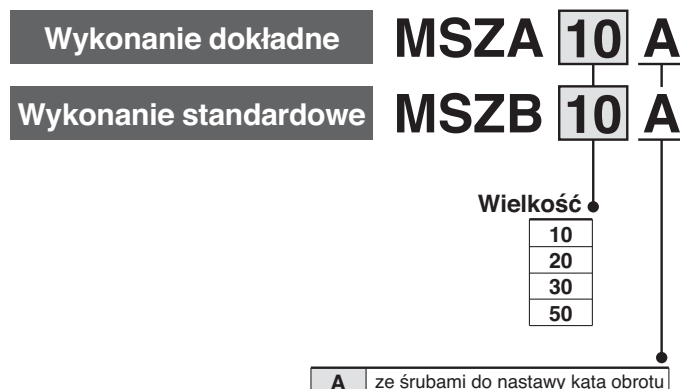 Wykonanie dokładne MSZA 10 A
Wykonanie standardowe MSZB 10 A
Wielkość
10
20
30
50
A ze śrubami do nastawy kąta obrotu